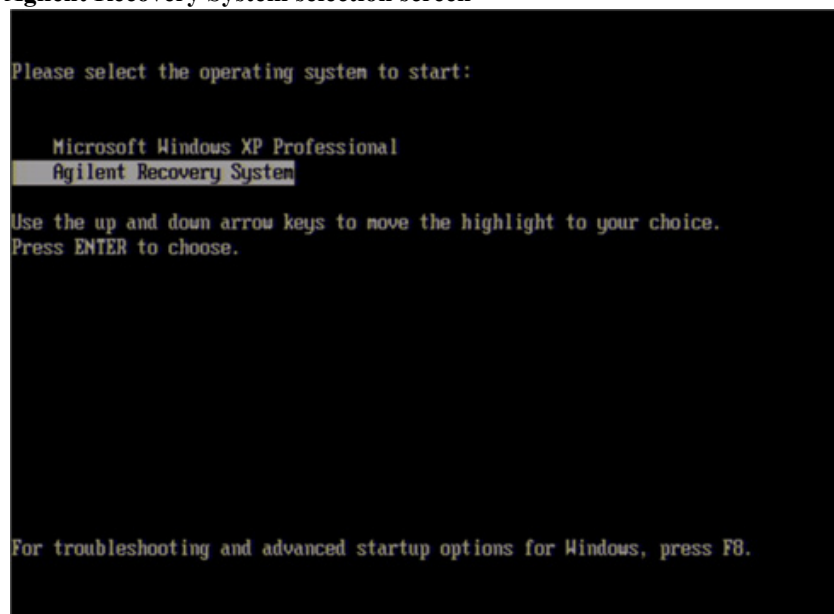 Agilent Recovery System selection screen
Please select the operating system to start:
Microsoft Windows XP Professional
Agilent Recovery System
Use the up and down arrow keys to move the highlight to your choice.
Press ENTER to choose.
For troubleshooting and advanced startup options for Windows, press F8.